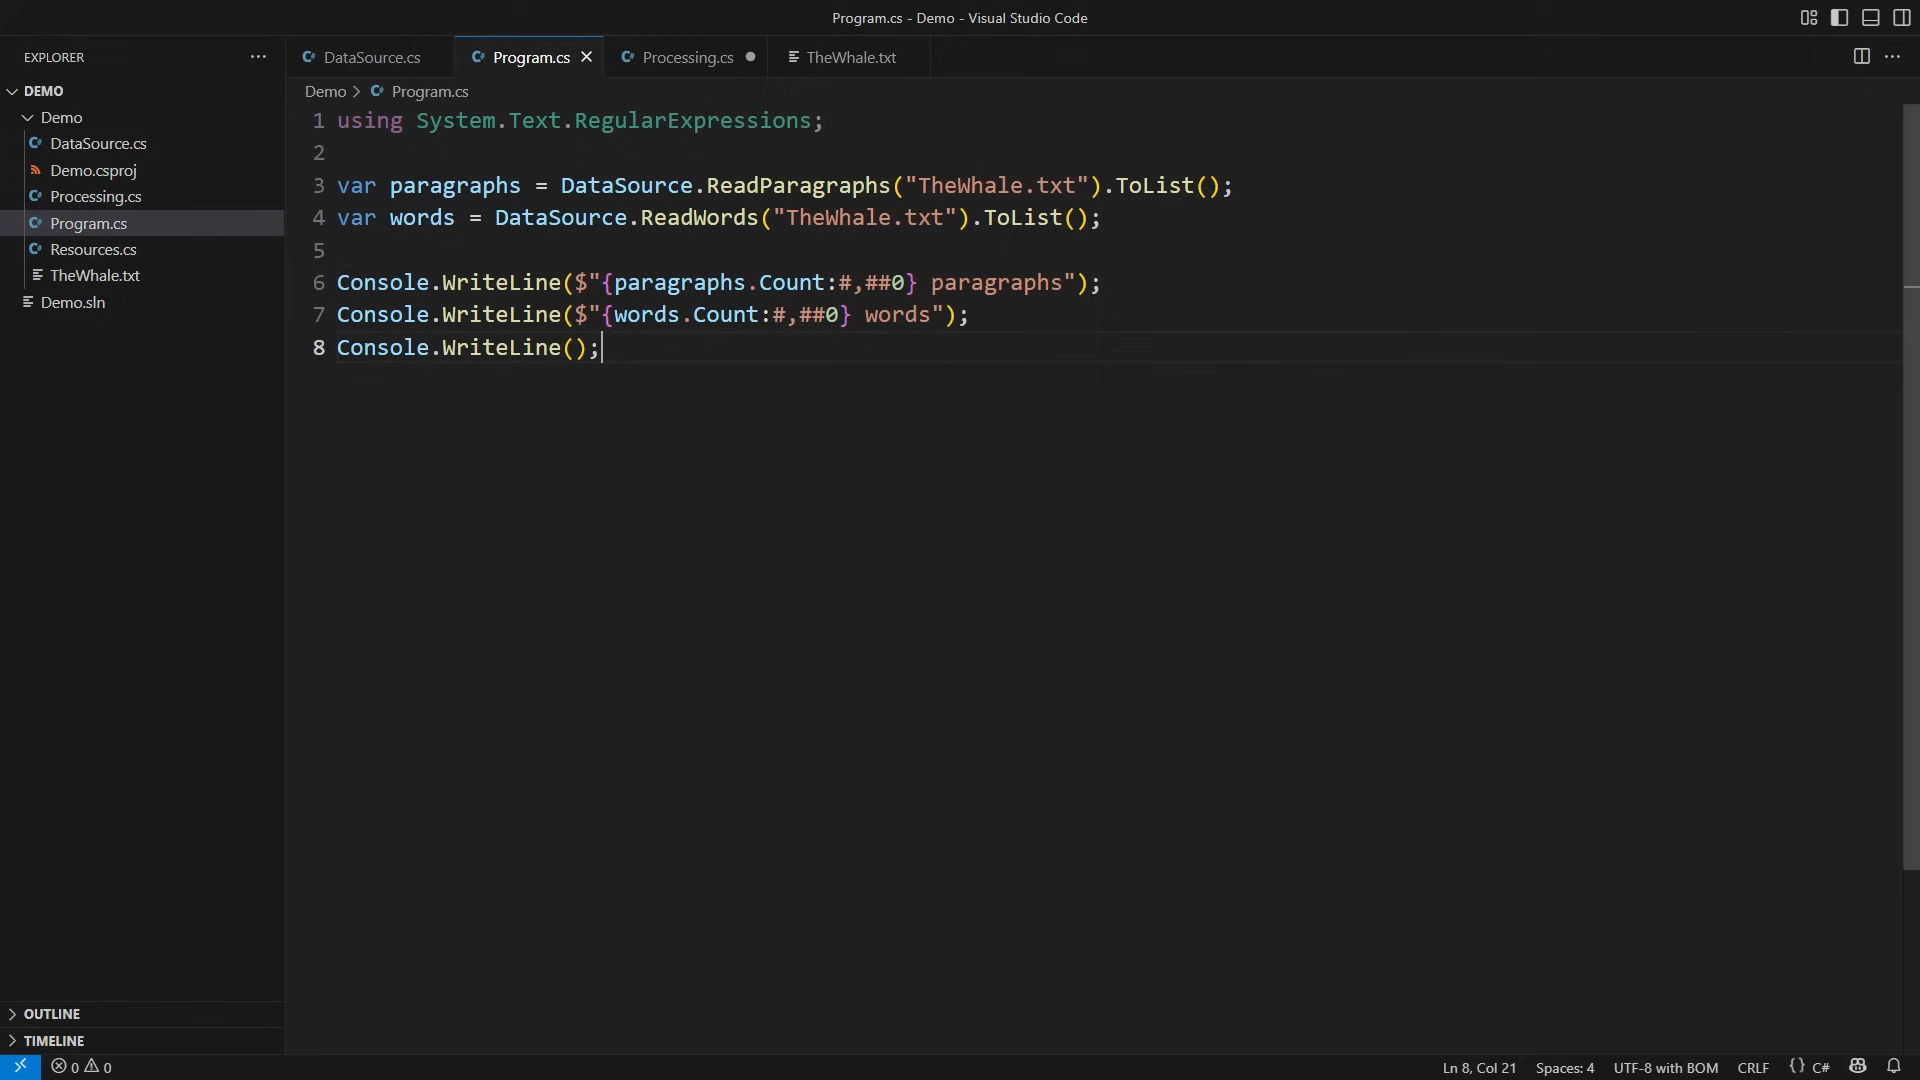 Program.cs - Demo - Visual Studio Code
EXPLORER
DEMO
Demo
DataSource.cs
Demo.csproj
Processing.cs
Program.cs
Resources.cs
TheWhale.txt
Demo.sln
OUTLINE
TIMELINE
DataSource.cs
Program.cs
Processing.cs
TheWhale.txt
Demo > Program.cs
1 using System.Text.RegularExpressions;
2
3 var paragraphs = DataSource.ReadParagraphs("TheWhale.txt").ToList();
4 var words = DataSource.ReadWords("TheWhale.txt").ToList();
5
6 Console.WriteLine($"{paragraphs.Count:#,##0} paragraphs");
7 Console.WriteLine($"{words.Count:#,##0} words");
8 Console.WriteLine();
0 0
Ln 8, Col 21 Spaces: 4 UTF-8 with BOM CRLF {} C#